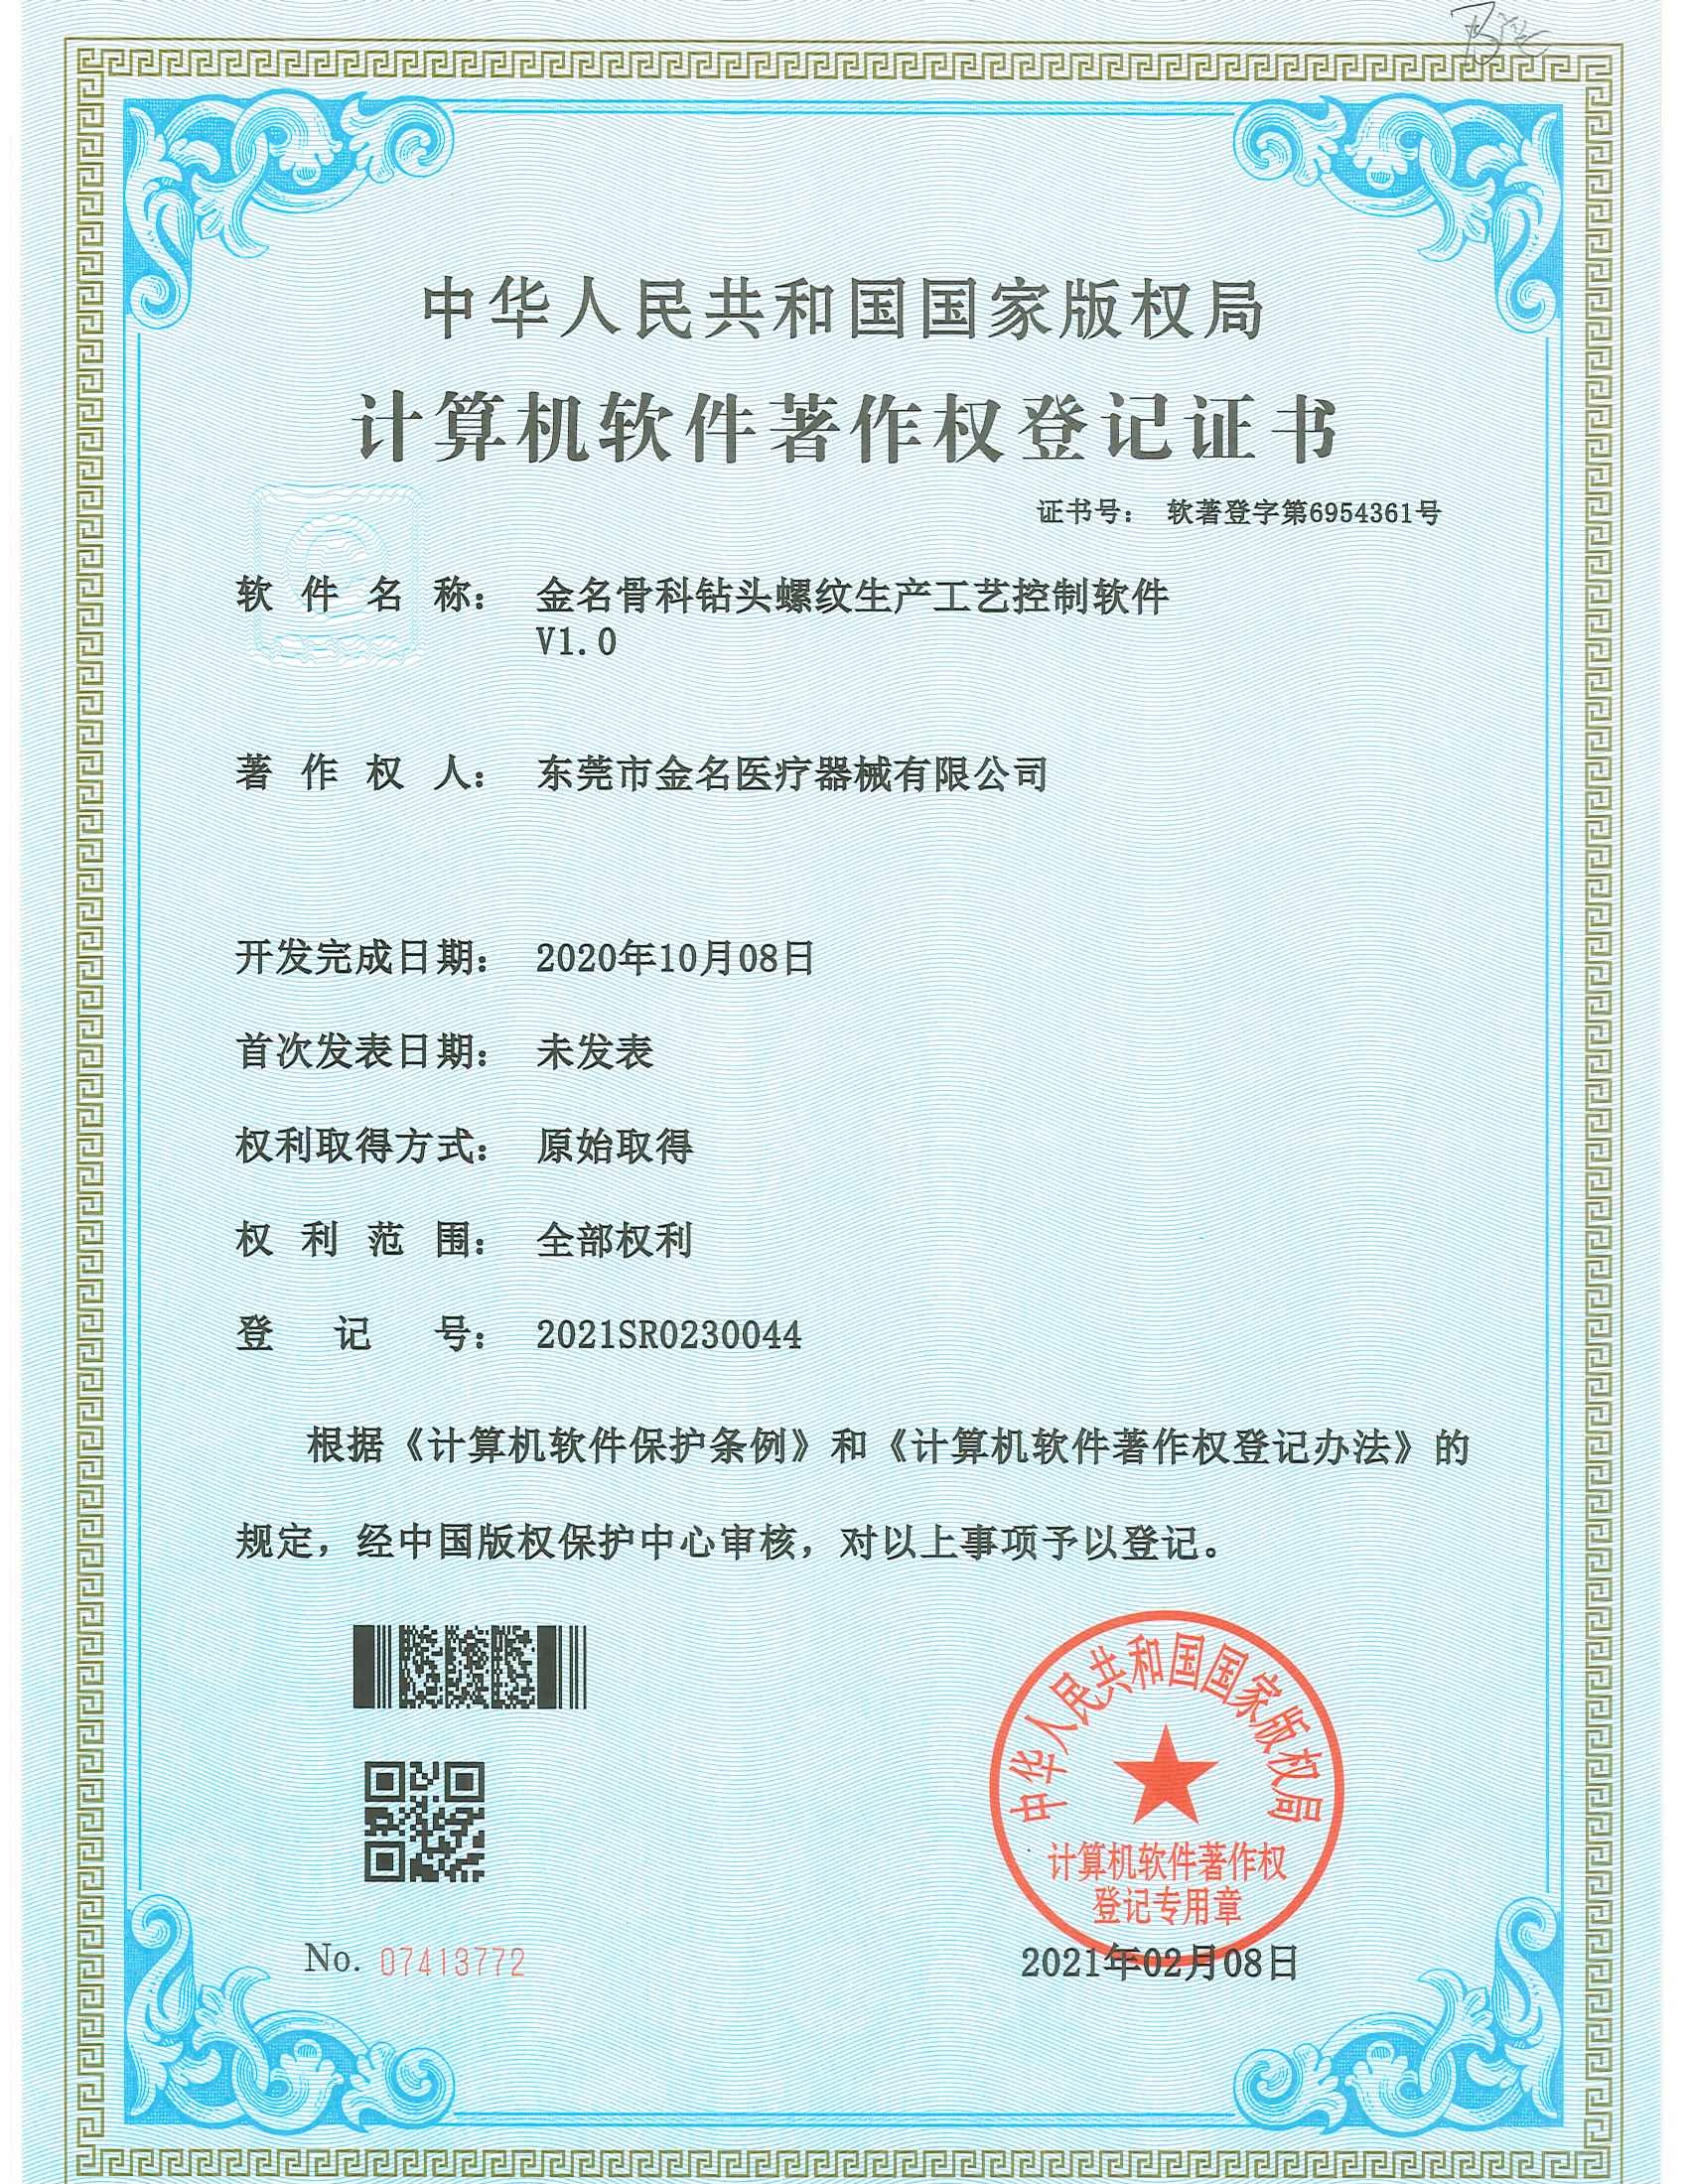 中华人民共和国国家版权局
计算机软件著作权登记证书
证书号： 软著登字第6954361号
软件名称： 金名骨科钻头螺纹生产工艺控制软件
V1.0
著作权人： 东莞市金名医疗器械有限公司
开发完成日期： 2020年10月08日
首次发表日期： 未发表
权利取得方式： 原始取得
权利范围： 全部权利
登记号： 2021SR0230044
根据《计算机软件保护条例》和《计算机软件著作权登记办法》的
规定，经中国版权保护中心审核，对以上事项予以登记。
中华人民共和国国家版权局
计算机软件著作权
登记专用章
No. 07413772
2021年02月08日